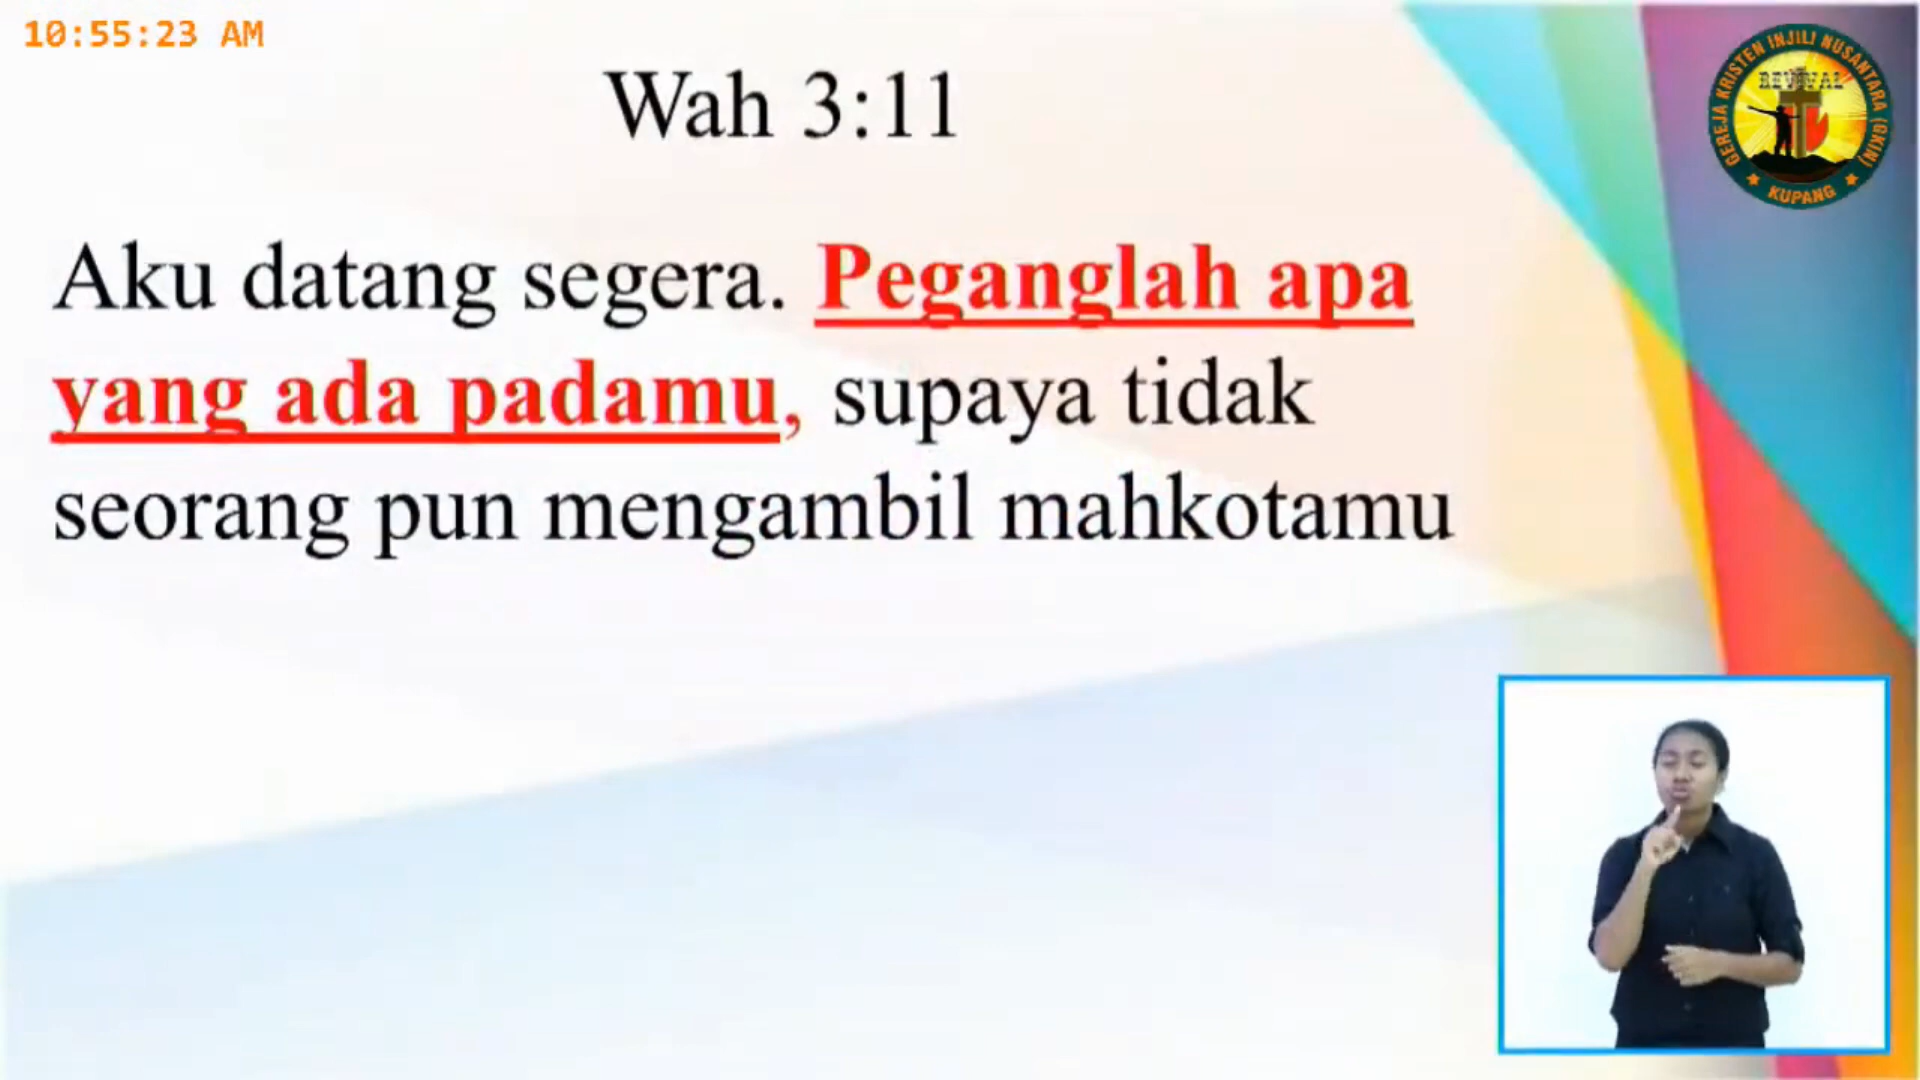 10:55:23 AM
Wah 3:11
Aku datang segera. Peganglah apa
yang ada padamu, supaya tidak
seorang pun mengambil mahkotamu
GEREJA KRISTEN INJILI NUSANTARA (GKIN)
REVIVAL
KUPANG